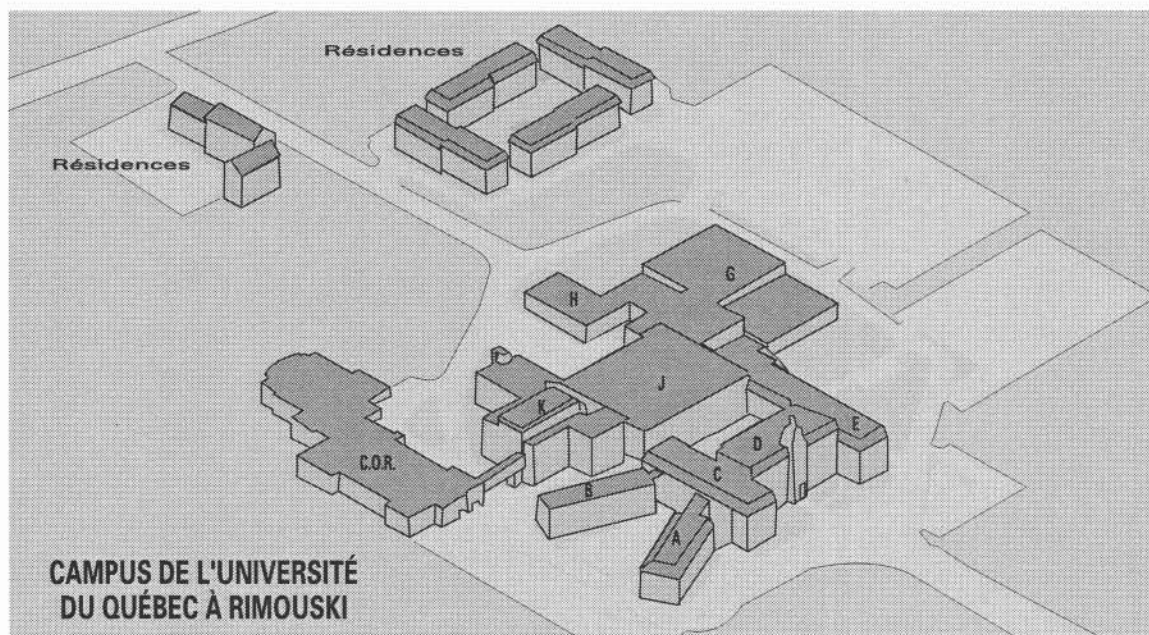 Résidences
Résidences
G
H
J
K
E
D
C.O.R.
C
B
A
CAMPUS DE L'UNIVERSITÉ
DU QUÉBEC À RIMOUSKI